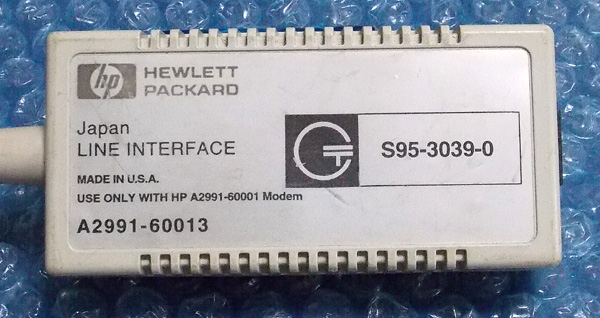 hp HEWLETT
PACKARD
Japan
LINE INTERFACE
S95-3039-0
MADE IN U.S.A.
USE ONLY WITH HP A2991-60001 Modem
A2991-60013